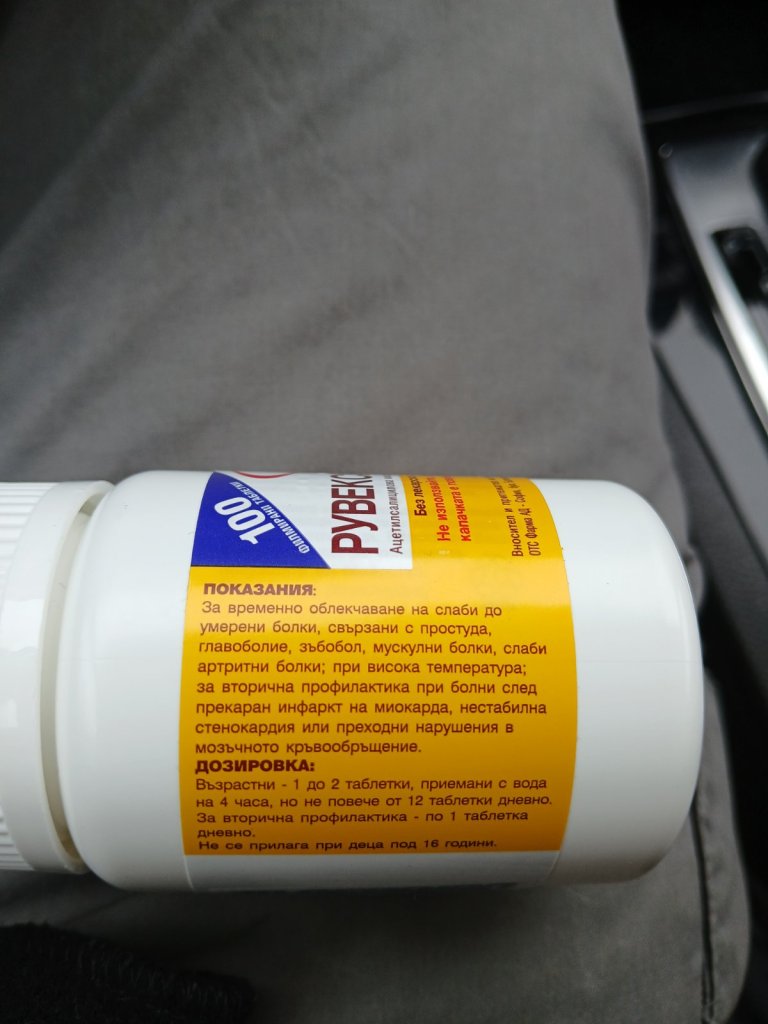 100
ФИЛМИРАНИ ТАБЛЕТКИ
РУВЕКС
Ацетилсалицилова
Без
Не използвай
капачката е
Вносител и
ОТС Фарма АД - София
ПОКАЗАНИЯ:
За временно облекчаване на слаби до
умерени болки, свързани с простуда,
главоболие, зъбобол, мускулни болки, слаби
артритни болки; при висока температура;
за вторична профилактика при болни след
прекаран инфаркт на миокарда, нестабилна
стенокардия или преходни нарушения в
мозъчното кръвообръщение.
ДОЗИРОВКА:
Възрастни - 1 до 2 таблетки, приемани с вода
на 4 часа, но не повече от 12 таблетки дневно.
За вторична профилактика - по 1 таблетка
дневно.
Не се прилага при деца под 16 години.